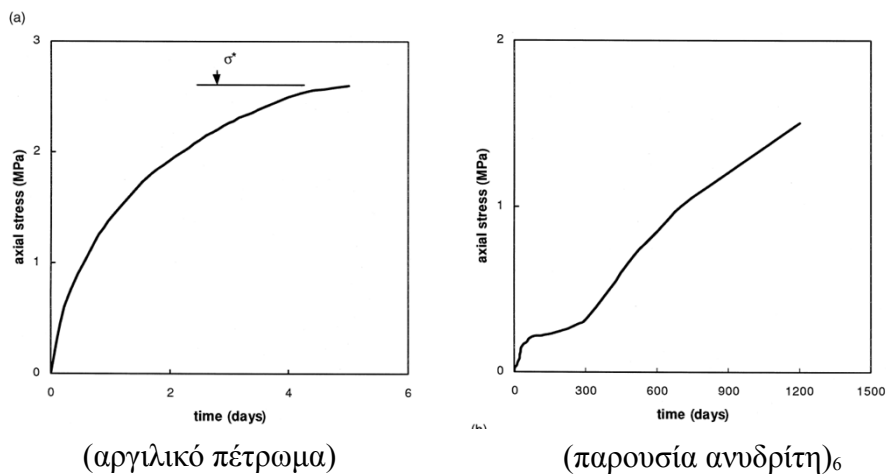 (a)
3
2
1
0
σ*
axial stress (MPa)
0 2 4 6
time (days)
(αργιλικό πέτρωμα)
2
1
0
axial stress (MPa)
0 300 600 900 1200 1500
time (days)
(παρουσία ανυδρίτη)6